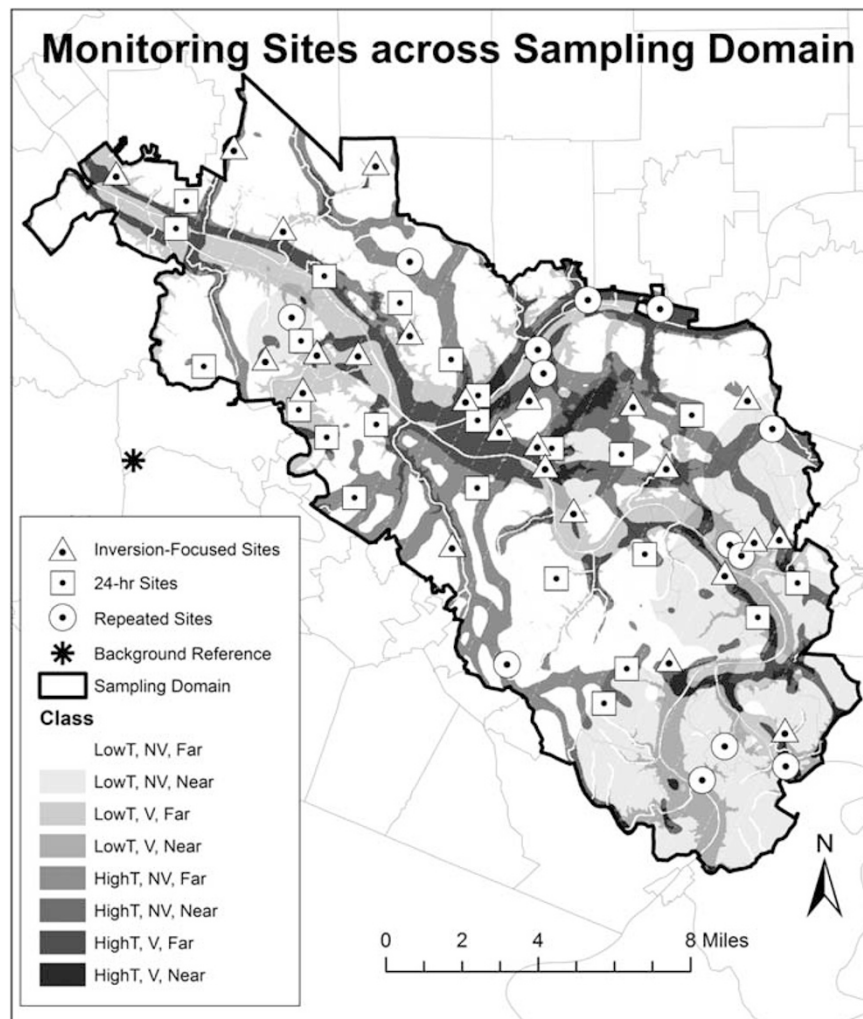 Monitoring Sites across Sampling Domain
Inversion-Focused Sites
24-hr Sites
Repeated Sites
Background Reference
Sampling Domain
Class
LowT, NV, Far
LowT, NV, Near
LowT, V, Far
LowT, V, Near
HighT, NV, Far
HighT, NV, Near
HighT, V, Far
HighT, V, Near
N
0 2 4 8 Miles